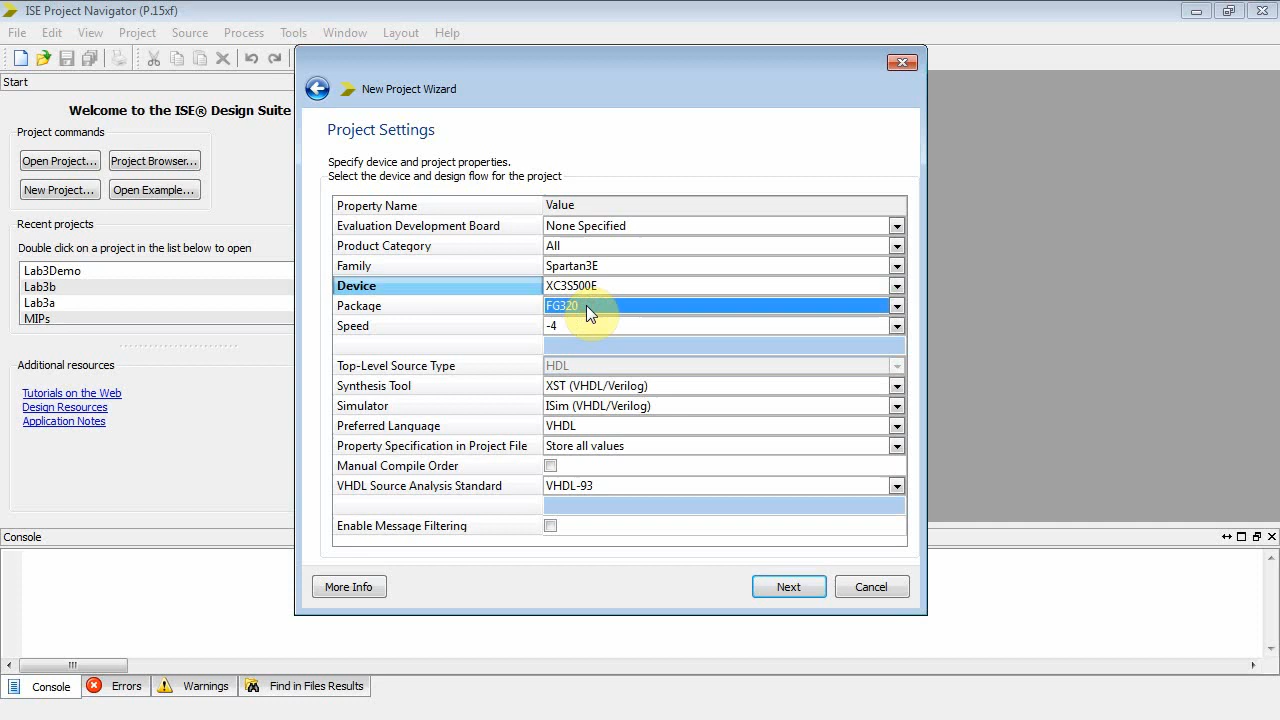 ISE Project Navigator (P.15xf)
File Edit View Project Source Process Tools Window Layout Help
Start
Welcome to the ISE® Design Suite
Project commands
Open Project... Project Browser...
New Project... Open Example...
Recent projects
Double click on a project in the list below to open
Lab3Demo
Lab3b
Lab3a
MIPs
Additional resources
Tutorials on the Web
Design Resources
Application Notes
New Project Wizard
Project Settings
Specify device and project properties.
Select the device and design flow for the project
Property Name Value
Evaluation Development Board None Specified
Product Category All
Family Spartan3E
Device XC3S500E
Package FG320
Speed -4
Top-Level Source Type HDL
Synthesis Tool XST (VHDL/Verilog)
Simulator ISim (VHDL/Verilog)
Preferred Language VHDL
Property Specification in Project File Store all values
Manual Compile Order
VHDL Source Analysis Standard VHDL-93
Enable Message Filtering
More Info Next Cancel
Console
Console Errors Warnings Find in Files Results